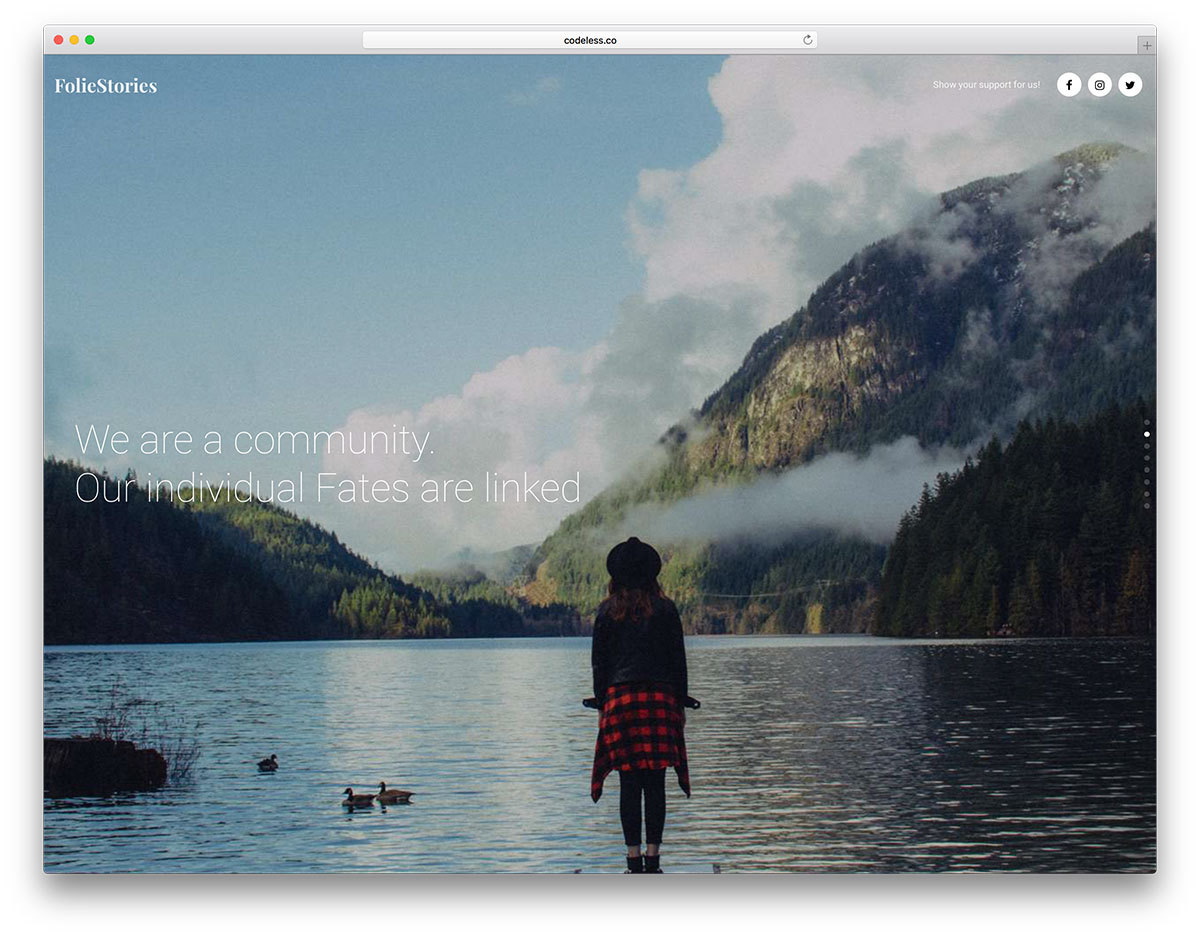 codeless.co
FolieStories
Show your support for us!
We are a community.
Our individual Fates are linked